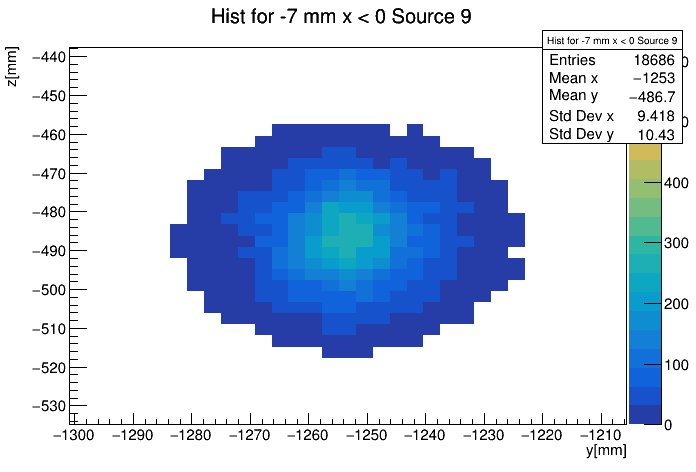 Hist for -7 mm x < 0 Source 9
Hist for -7 mm x < 0 Source 9
Entries 18686
Mean x −1253
Mean y −486.7
Std Dev x 9.418
Std Dev y 10.43
z[mm]
−440
−450
−460
−470
−480
−490
−500
−510
−520
−530
−1300 −1290 −1280 −1270 −1260 −1250 −1240 −1230 −1220 −1210
y[mm]
400
300
200
100
0